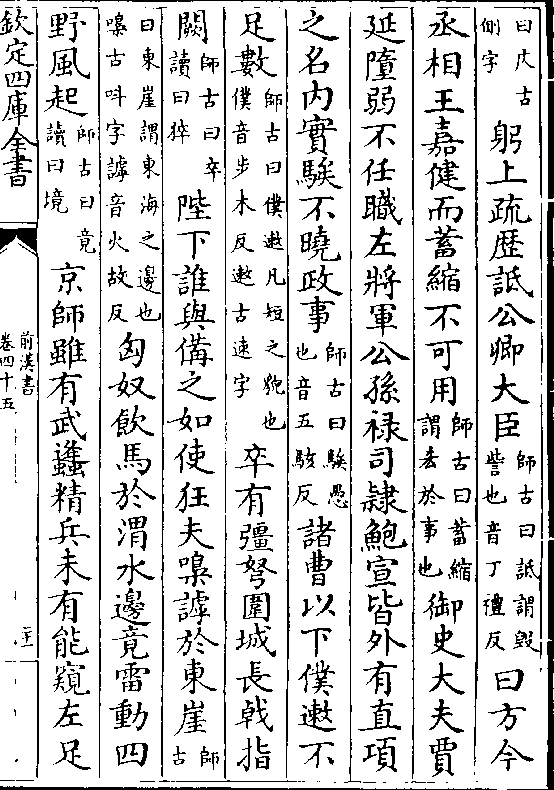 曰仄古側字躬上疏歴詆公卿大臣師古曰詆謂毀訾也音丁禮反曰方今
丞相王嘉健而蓄縮不可用師古曰蓄縮謂恡於事也御史大夫賈
延墮弱不任職左將軍公孫祿司隸鮑宣皆外有直項
之名内實騃不曉政事師古曰騃愚也音五駭反諸曹以下僕遬不
足數師古曰僕遬凡短之貌也僕音步木反遬古速字卒有彊弩圍城長戟指
闕師古曰卒讀曰猝陛下誰與備之如使狂夫嘄謼於東崖師古
曰東崖謂東海之邊也嘄古叫字謼音火故反匈奴飲馬於渭水邊竟雷動四
野風起師古曰竟讀曰境京師雖有武蠭精兵未有能窺左足
欽定四庫全書
前漢書卷四十五
二十一